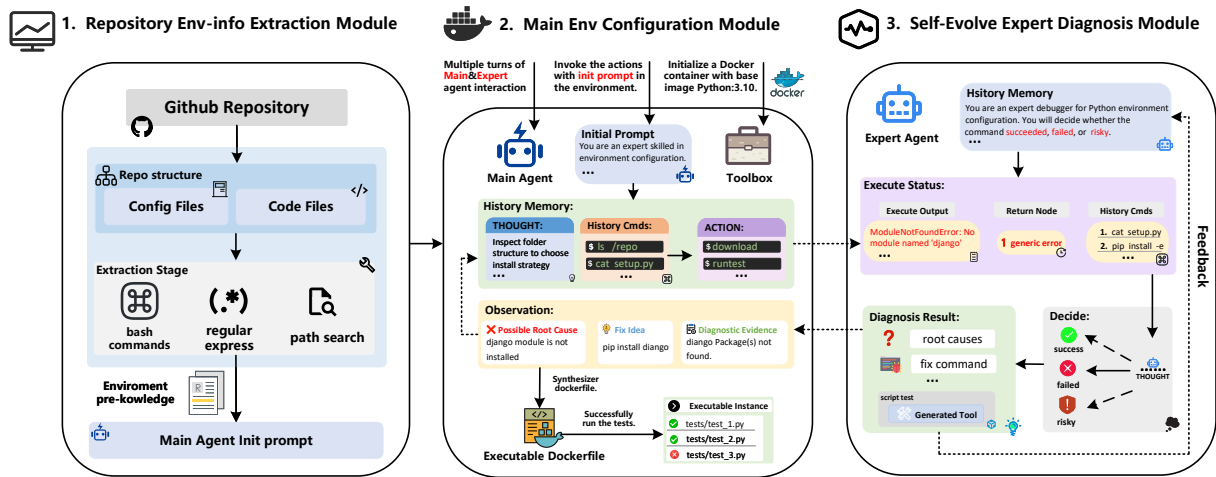 1. Repository Env-info Extraction Module
Github Repository
Repo structure
Config Files
Code Files
</>
Extraction Stage
(.*)
bash
commands
regular
express
path search
Enviroment
pre-kowledge
R
Main Agent Init prompt
2. Main Env Configuration Module
Multiple turns of
Main&Expert
agent interaction
Invoke the actions
with init prompt in
the environment.
Initialize a Docker
container with base
image Python:3.10.
docker
Main Agent
Initial Prompt
You are an expert skilled in
environment configuration.
...
Toolbox
History Memory:
THOUGHT:
Inspect folder
structure to choose
install strategy
...
History Cmds:
$ ls /repo
$ cat setup.py
...
ACTION:
$ download
$ runtest
...
Observation:
Possible Root Cause
django module is not
installed
Fix Idea
pip install django
Diagnostic Evidence
django Package(s) not
found.
Synthesizer
dockerfile.
</>
Executable Dockerfile
Successfully
run the tests.
Executable Instance
tests/test_1.py
tests/test_2.py
tests/test_3.py
3. Self-Evolve Expert Diagnosis Module
Expert Agent
Hsitory Memory
You are an expert debugger for Python environment
configuration. You will decide whether the
command succeeded, failed, or risky.
...
Execute Status:
Execute Output
ModuleNotFoundError: No
module named 'django'
Return Node
1 generic error
History Cmds
1. cat setup.py
2. pip install -e
...
Feedback
Diagnosis Result:
?
root causes
fix command
...
script test
Generated Tool
Decide:
success
failed
risky
THOUGHT